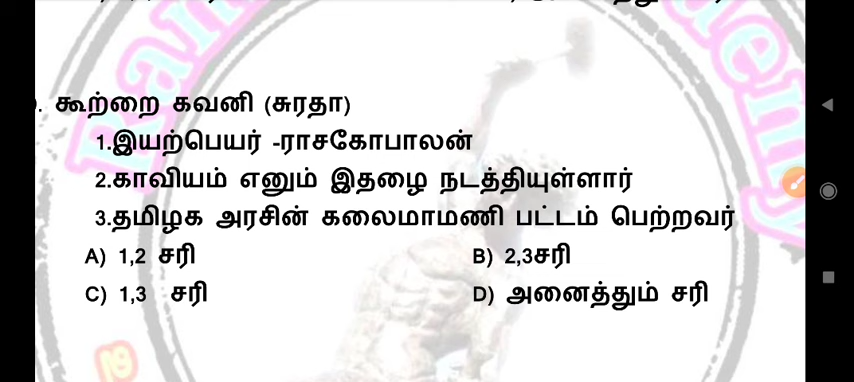 . கூற்றை கவனி (சுரதா)
1.இயற்பெயர் -ராசகோபாலன்
2.காவியம் எனும் இதழை நடத்தியுள்ளார்
3.தமிழக அரசின் கலைமாமணி பட்டம் பெற்றவர்
A) 1,2 சரி B) 2,3சரி
C) 1,3 சரி D) அனைத்தும் சரி